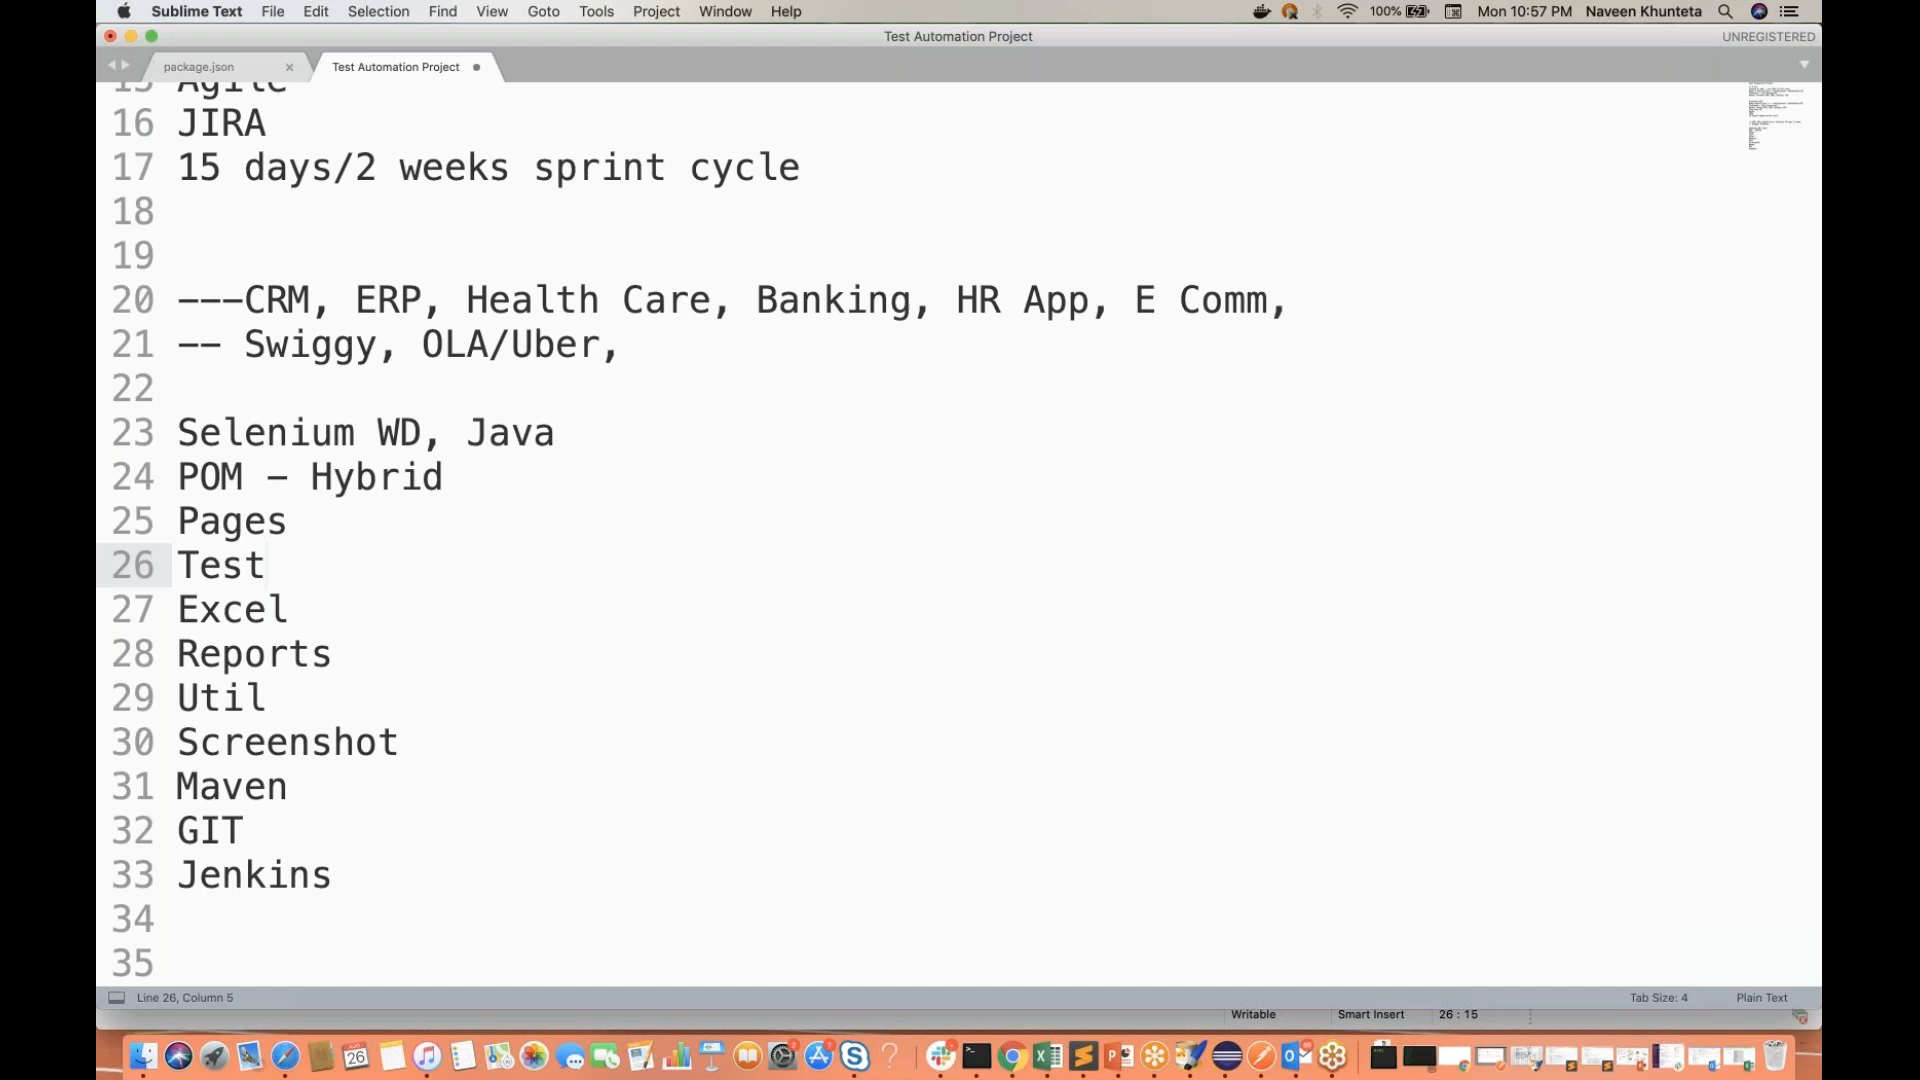 Sublime Text File Edit Selection Find View Goto Tools Project Window Help 100% Mon 10:57 PM Naveen Khunteta
Test Automation Project UNREGISTERED
package.json Test Automation Project
15 Agile
16 JIRA
17 15 days/2 weeks sprint cycle
18
19
20 ---CRM, ERP, Health Care, Banking, HR App, E Comm,
21 -- Swiggy, OLA/Uber,
22
23 Selenium WD, Java
24 POM - Hybrid
25 Pages
26 Test
27 Excel
28 Reports
29 Util
30 Screenshot
31 Maven
32 GIT
33 Jenkins
34
35
Line 26, Column 5 Tab Size: 4 Plain Text
Writable Smart Insert 26 : 15